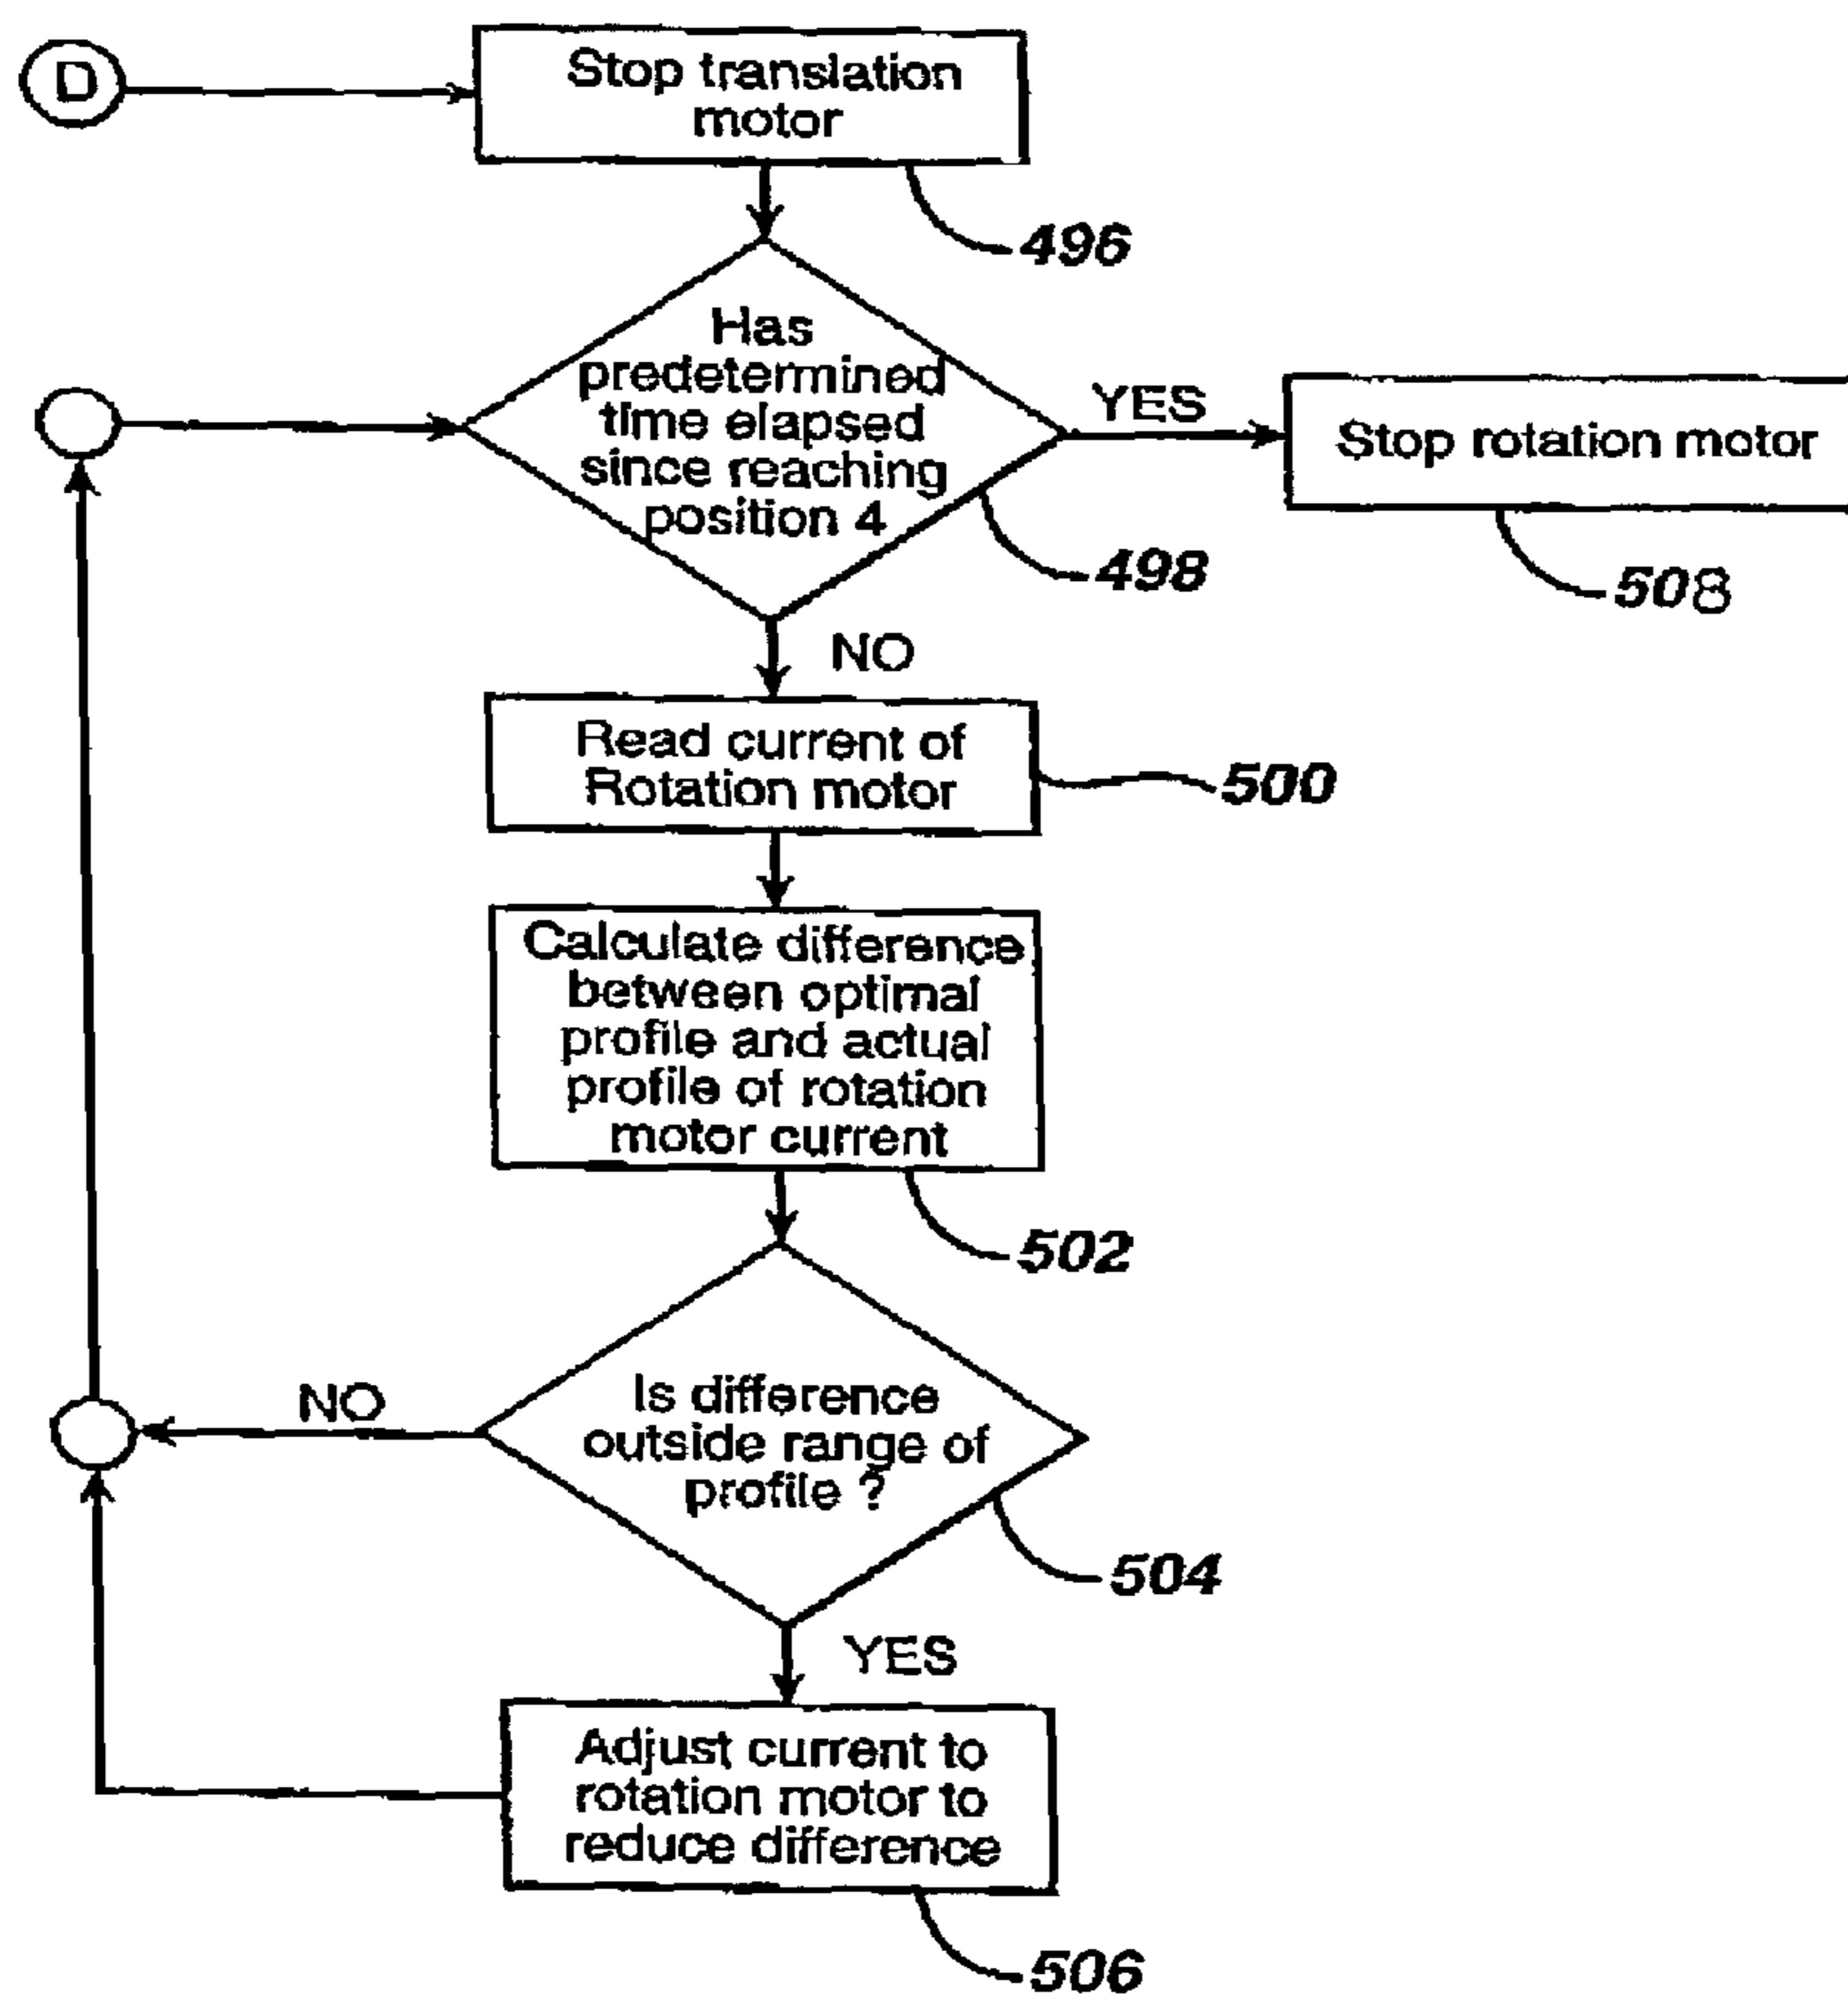 D
Stop translation
motor
496
Has
predetermined
time elapsed
since reaching
position 4
YES
Stop rotation motor
498
508
NO
Read current of
Rotation motor
500
Calculate difference
between optimal
profile and actual
profile of rotation
motor current
502
NO
Is difference
outside range of
profile ?
504
YES
Adjust current to
rotation motor to
reduce difference
506